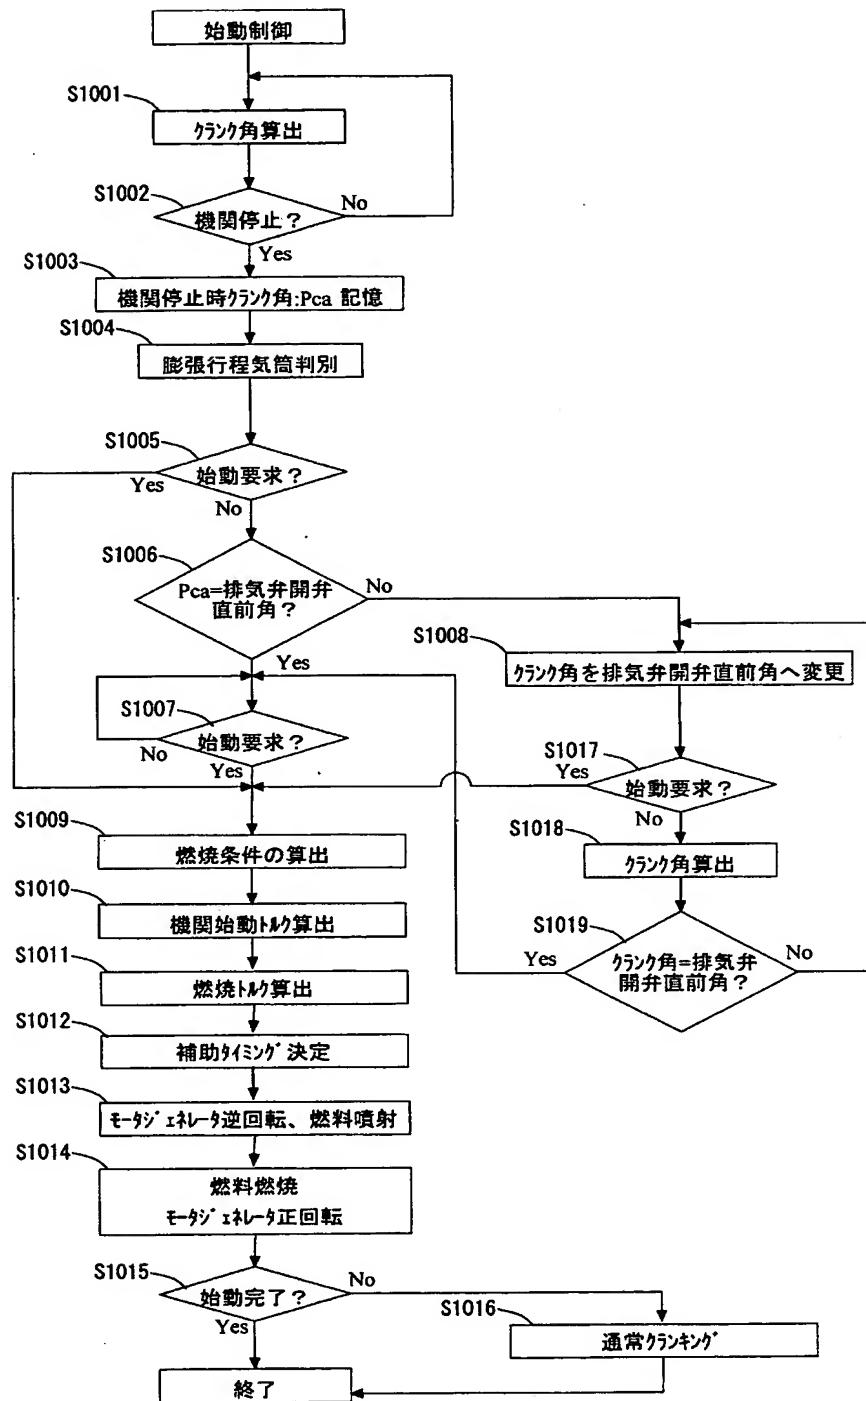 始動制御
S1001
クランク角算出
S1002
機関停止?
No
Yes
S1003
機関停止時クランク角:Pca 記憶
S1004
膨張行程気筒判別
S1005
始動要求?
Yes
No
S1006
Pca=排気弁開弁
直前角?
No
Yes
S1008
クランク角を排気弁開弁直前角へ変更
S1007
始動要求?
No
Yes
S1017
始動要求?
Yes
No
S1018
クランク角算出
S1019
クランク角=排気弁
開弁直前角?
Yes
No
S1009
燃焼条件の算出
S1010
機関始動トルク算出
S1011
燃焼トルク算出
S1012
補助タイミング決定
S1013
モータジェネレータ逆回転、燃料噴射
S1014
燃料燃焼
モータジェネレータ正回転
S1015
始動完了?
No
Yes
S1016
通常クランキング
終了